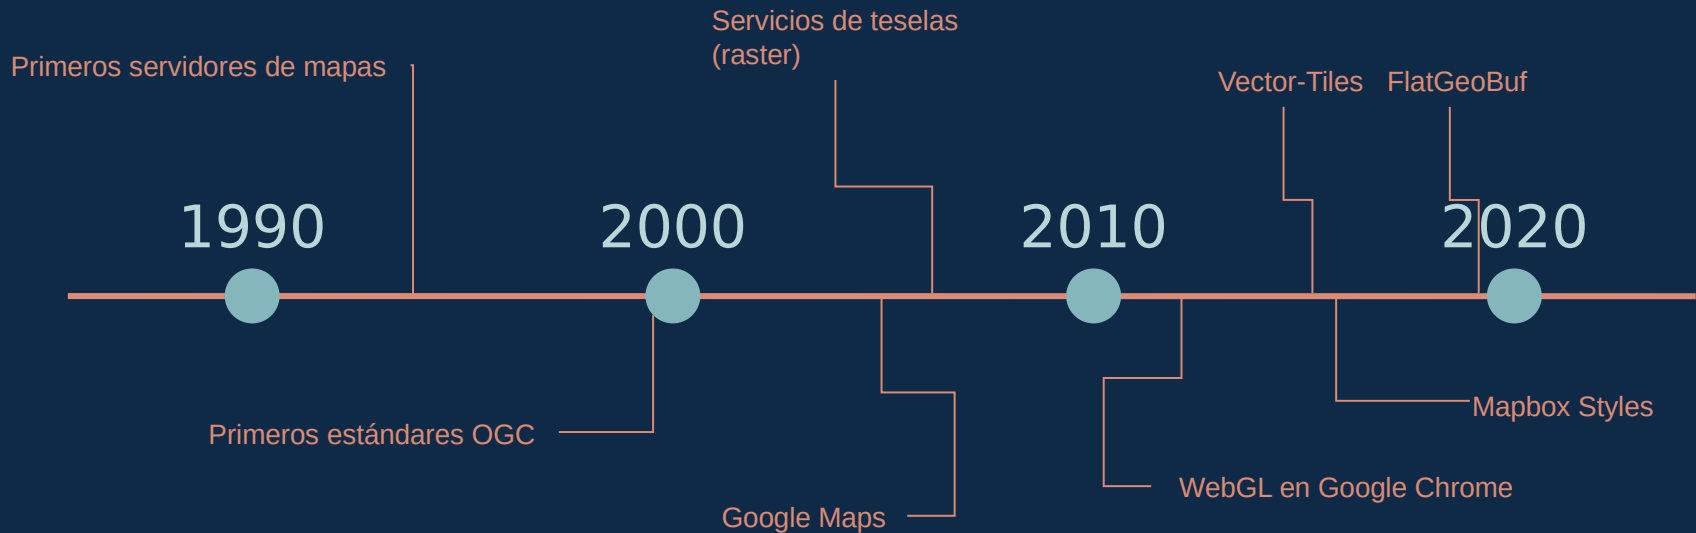 Servicios de teselas
(raster)
Primeros servidores de mapas
Vector-Tiles
FlatGeoBuf
1990
2000
2010
2020
Primeros estándares OGC
Mapbox Styles
WebGL en Google Chrome
Google Maps